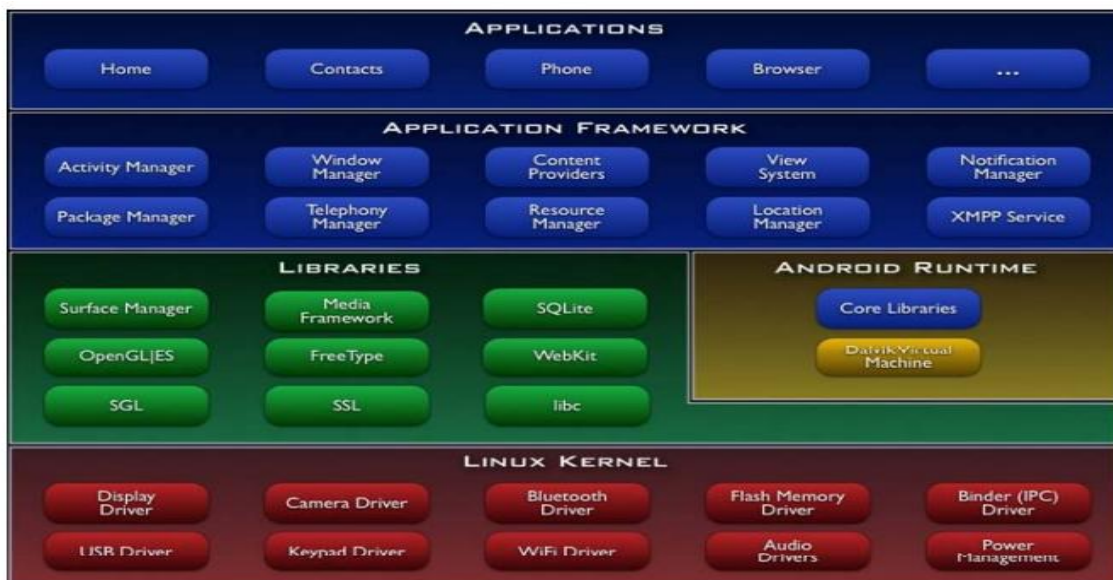 APPLICATIONS
Home
Contacts
Phone
Browser
...
APPLICATION FRAMEWORK
Activity Manager
Window
Manager
Content
Providers
View
System
Notification
Manager
Package Manager
Telephony
Manager
Resource
Manager
Location
Manager
XMPP Service
LIBRARIES
Surface Manager
Media
Framework
SQLite
OpenGL|ES
FreeType
WebKit
SGL
SSL
libc
ANDROID RUNTIME
Core Libraries
Dalvik Virtual
Machine
LINUX KERNEL
Display
Driver
Camera Driver
Bluetooth
Driver
Flash Memory
Driver
Binder (IPC)
Driver
USB Driver
Keypad Driver
WiFi Driver
Audio
Drivers
Power
Management